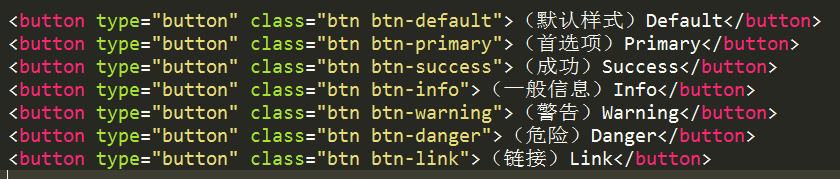 <button type="button" class="btn btn-default">（默认样式）Default</button>
<button type="button" class="btn btn-primary">（首选项）Primary</button>
<button type="button" class="btn btn-success">（成功）Success</button>
<button type="button" class="btn btn-info">（一般信息）Info</button>
<button type="button" class="btn btn-warning">（警告）Warning</button>
<button type="button" class="btn btn-danger">（危险）Danger</button>
<button type="button" class="btn btn-link">（链接）Link</button>